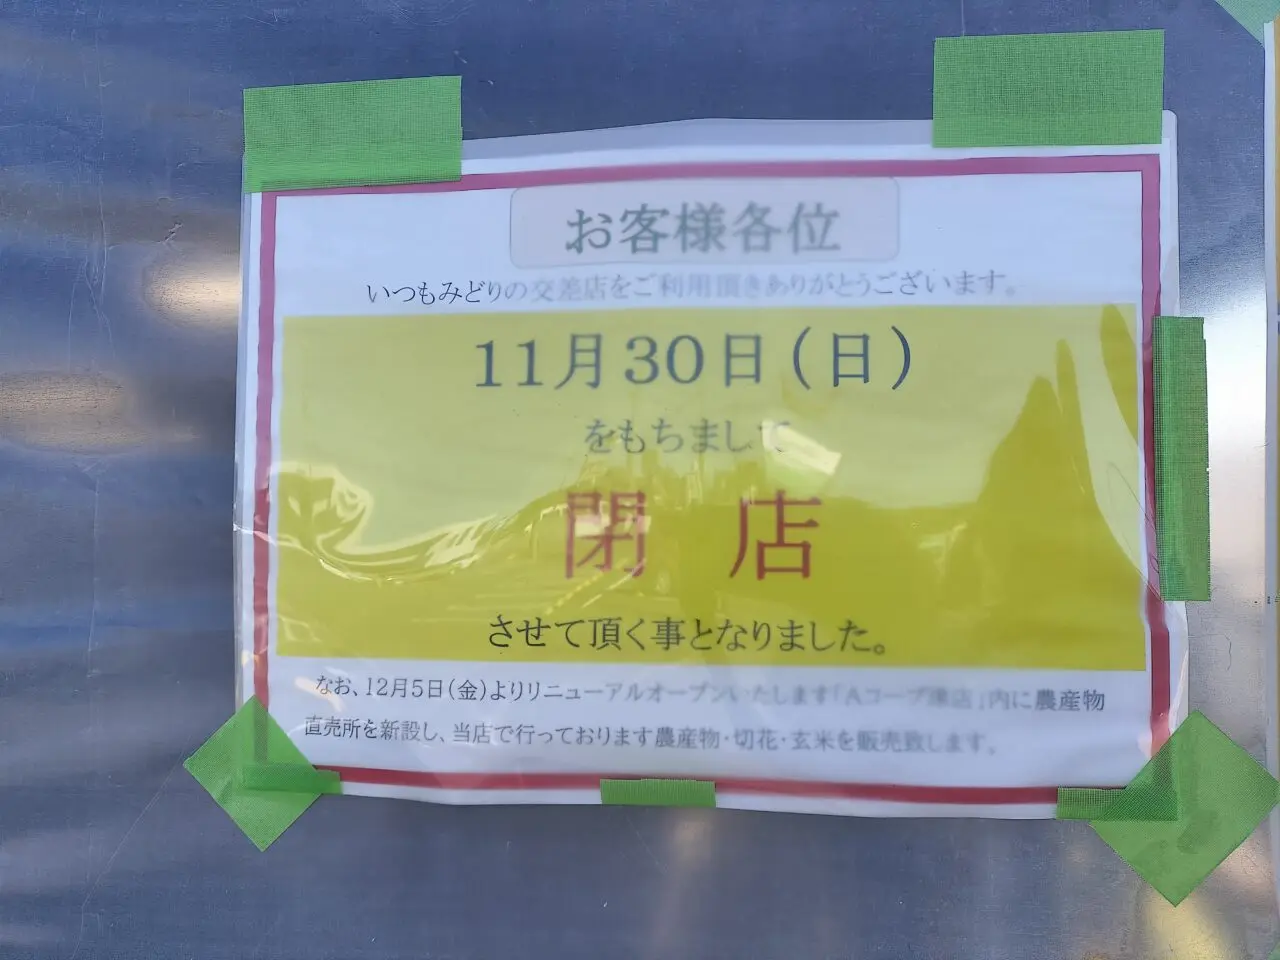 お客様各位
いつもみどりの交差店をご利用頂きありがとうございます。
11月30日(日)
をもちまして
閉店
させて頂く事となりました。
なお、12月5日(金)よりリニューアルオープンいたします「Aコープ 店」内に農産物
直売所を新設し、当店で行っております農産物・切花・玄米を販売致します。